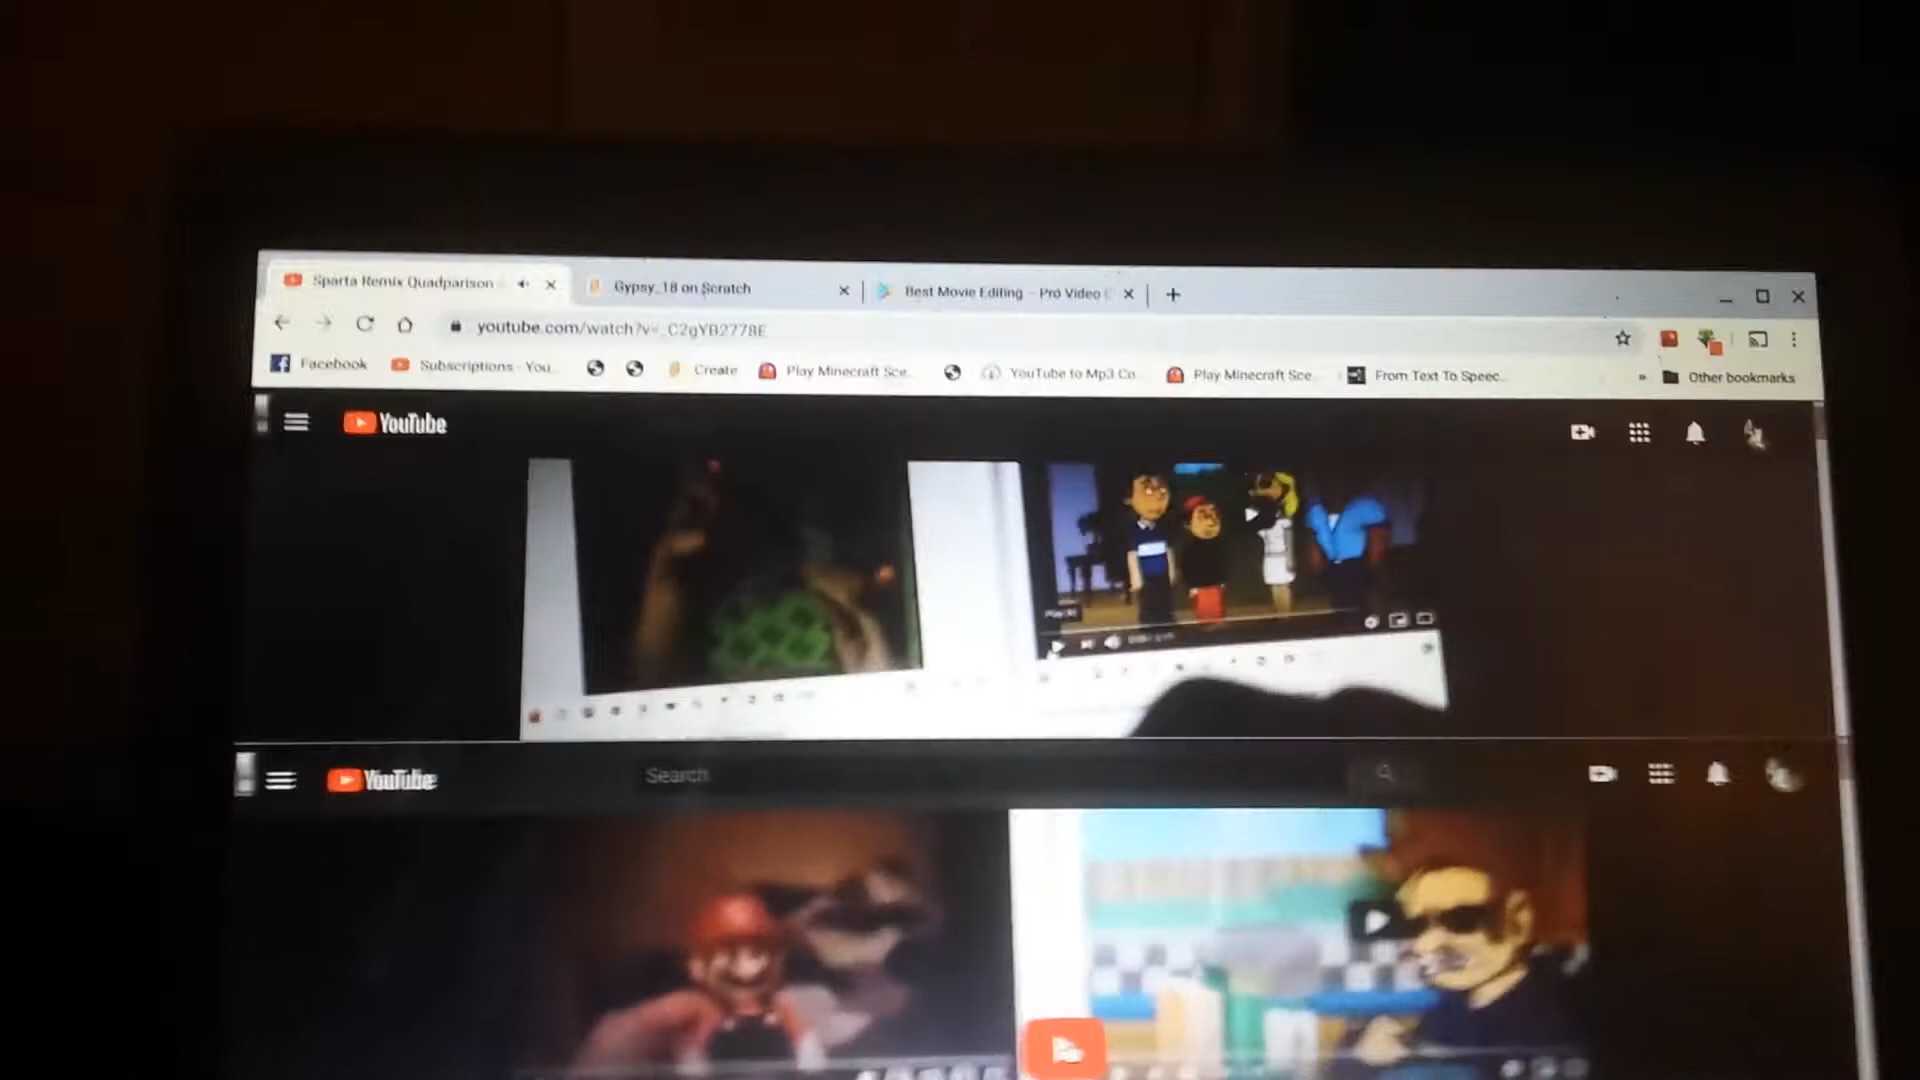 Sparta Remix Quadparison
Gypsy_18 on Scratch
Best Movie Editing - Pro Video
youtube.com/watch?v=_C2gYB2778E
Facebook
Subscriptions - You...
Create
Play Minecraft Sce...
YouTube to Mp3 Co...
Play Minecraft Sce...
From Text To Speec...
Other bookmarks
YouTube
YouTube
Search